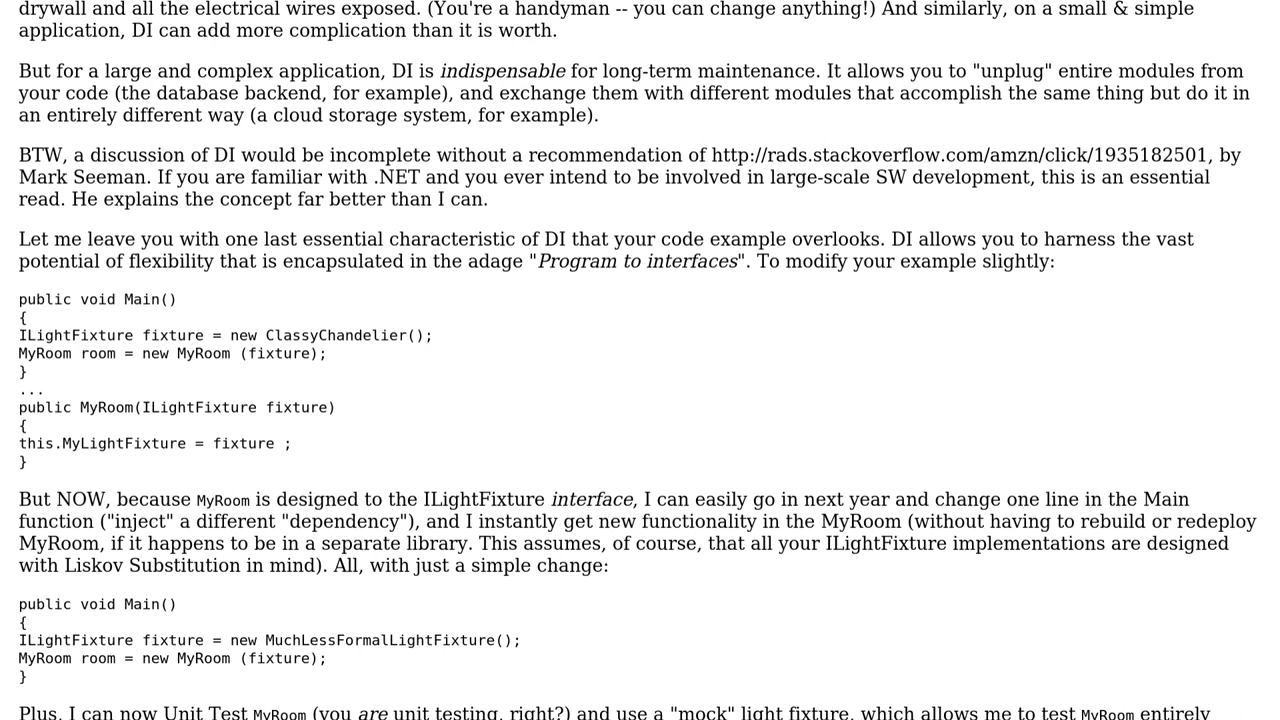 drywall and all the electrical wires exposed. (You're a handyman -- you can change anything!) And similarly, on a small & simple
application, DI can add more complication than it is worth.
But for a large and complex application, DI is indispensable for long-term maintenance. It allows you to "unplug" entire modules from
your code (the database backend, for example), and exchange them with different modules that accomplish the same thing but do it in
an entirely different way (a cloud storage system, for example).
BTW, a discussion of DI would be incomplete without a recommendation of http://rads.stackoverflow.com/amzn/click/1935182501, by
Mark Seeman. If you are familiar with .NET and you ever intend to be involved in large-scale SW development, this is an essential
read. He explains the concept far better than I can.
Let me leave you with one last essential characteristic of DI that your code example overlooks. DI allows you to harness the vast
potential of flexibility that is encapsulated in the adage "Program to interfaces". To modify your example slightly:
public void Main()
{
ILightFixture fixture = new ClassyChandelier();
MyRoom room = new MyRoom (fixture);
}
...
public MyRoom(ILightFixture fixture)
{
this.MyLightFixture = fixture ;
}
But NOW, because MyRoom is designed to the ILightFixture interface, I can easily go in next year and change one line in the Main
function ("inject" a different "dependency"), and I instantly get new functionality in the MyRoom (without having to rebuild or redeploy
MyRoom, if it happens to be in a separate library. This assumes, of course, that all your ILightFixture implementations are designed
with Liskov Substitution in mind). All, with just a simple change:
public void Main()
{
ILightFixture fixture = new MuchLessFormalLightFixture();
MyRoom room = new MyRoom (fixture);
}
Plus, I can now Unit Test MyRoom (you are unit testing, right?) and use a "mock" light fixture, which allows me to test MyRoom entirely